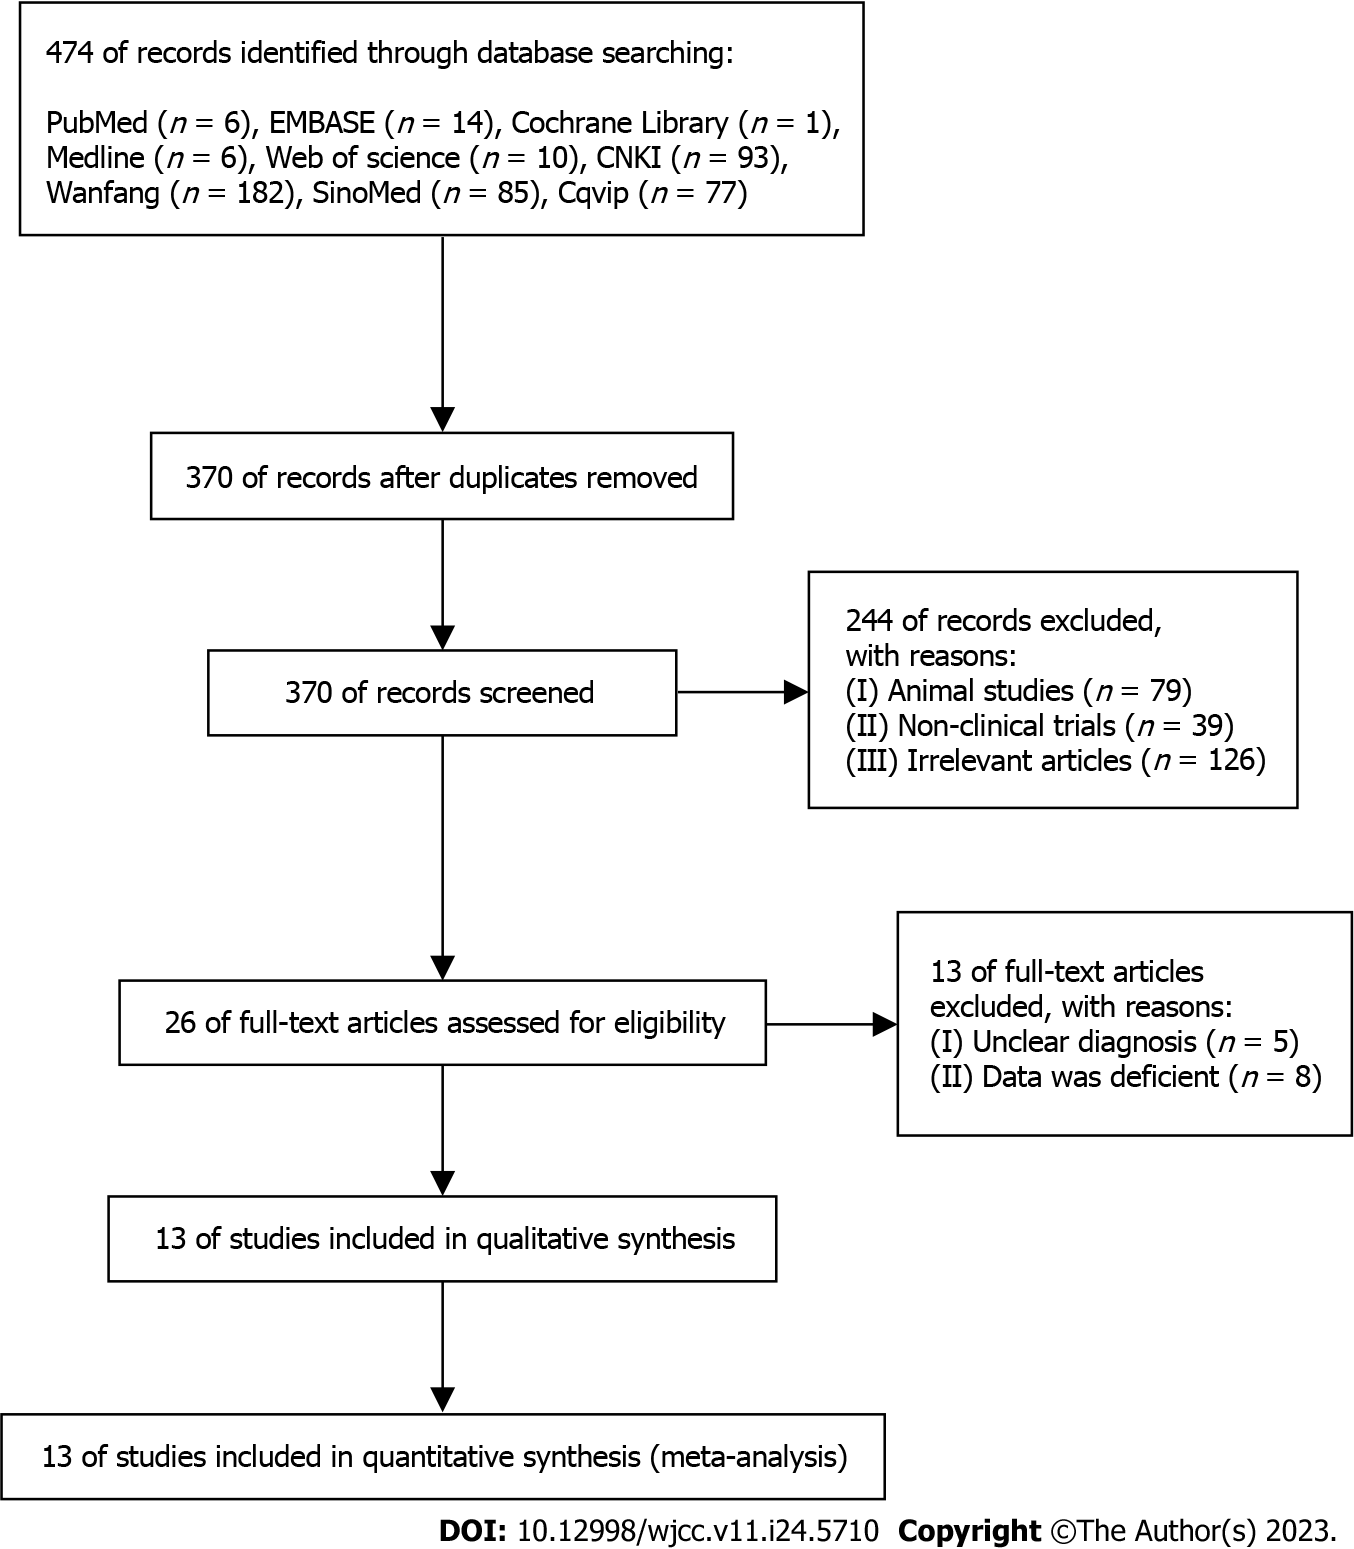 474 of records identified through database searching:
PubMed (n = 6), EMBASE (n = 14), Cochrane Library (n = 1),
Medline (n = 6), Web of science (n = 10), CNKI (n = 93),
Wanfang (n = 182), SinoMed (n = 85), Cqvip (n = 77)
370 of records after duplicates removed
370 of records screened
244 of records excluded,
with reasons:
(I) Animal studies (n = 79)
(II) Non-clinical trials (n = 39)
(III) Irrelevant articles (n = 126)
26 of full-text articles assessed for eligibility
13 of full-text articles
excluded, with reasons:
(I) Unclear diagnosis (n = 5)
(II) Data was deficient (n = 8)
13 of studies included in qualitative synthesis
13 of studies included in quantitative synthesis (meta-analysis)
DOI: 10.12998/wjcc.v11.i24.5710 Copyright ©The Author(s) 2023.